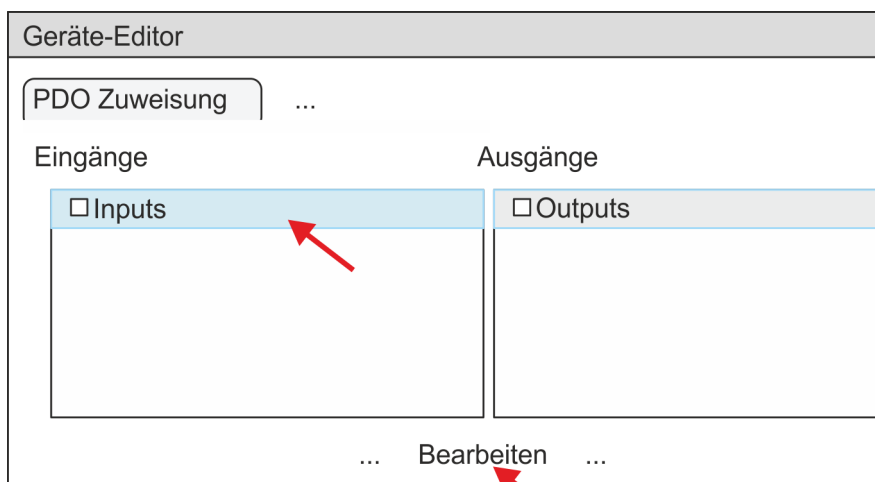 Geräte-Editor
PDO Zuweisung ...
Eingänge Ausgänge
Inputs Outputs
... Bearbeiten ...